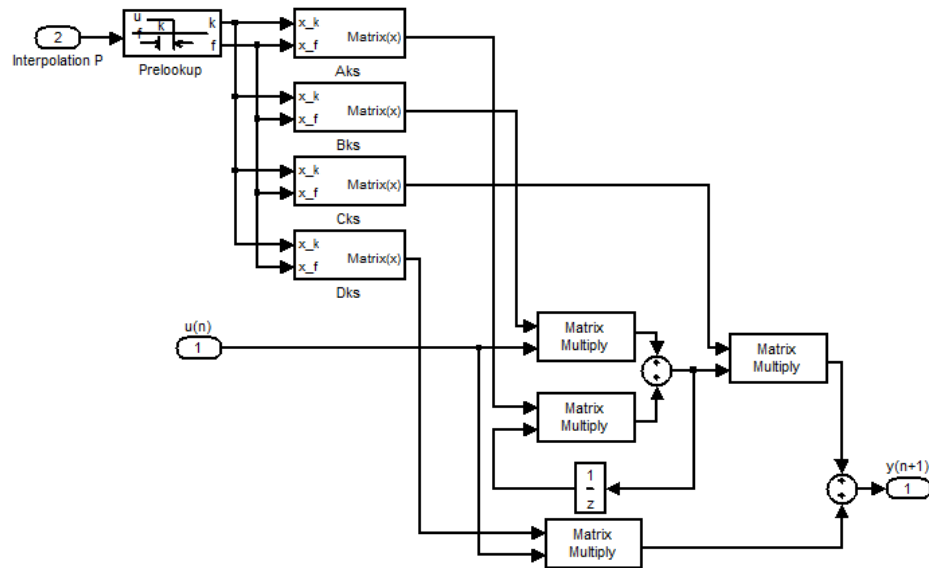 u
f
k
k
f
2
Interpolation P
Prelookup
x_k
x_f
Matrix(x)
Aks
x_k
x_f
Matrix(x)
Bks
x_k
x_f
Matrix(x)
Cks
x_k
x_f
Matrix(x)
Dks
u(n)
1
Matrix
Multiply
+
+
Matrix
Multiply
Matrix
Multiply
1
z
Matrix
Multiply
+
+
y(n+1)
1